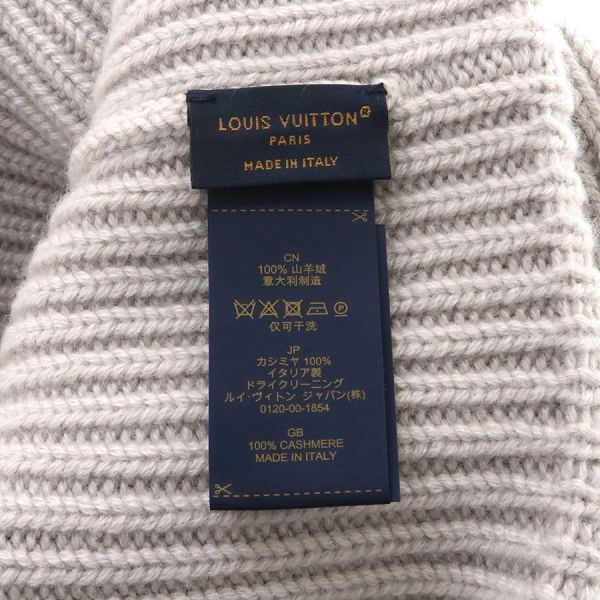 LOUIS VUITTON®
PARIS
MADE IN ITALY
CN
100% 山羊绒
意大利制造
仅可干洗
JP
カシミヤ 100%
イタリア製
ドライクリーニング
ルイ・ヴィトン ジャパン(株)
0120-00-1854
GB
100% CASHMERE
MADE IN ITALY